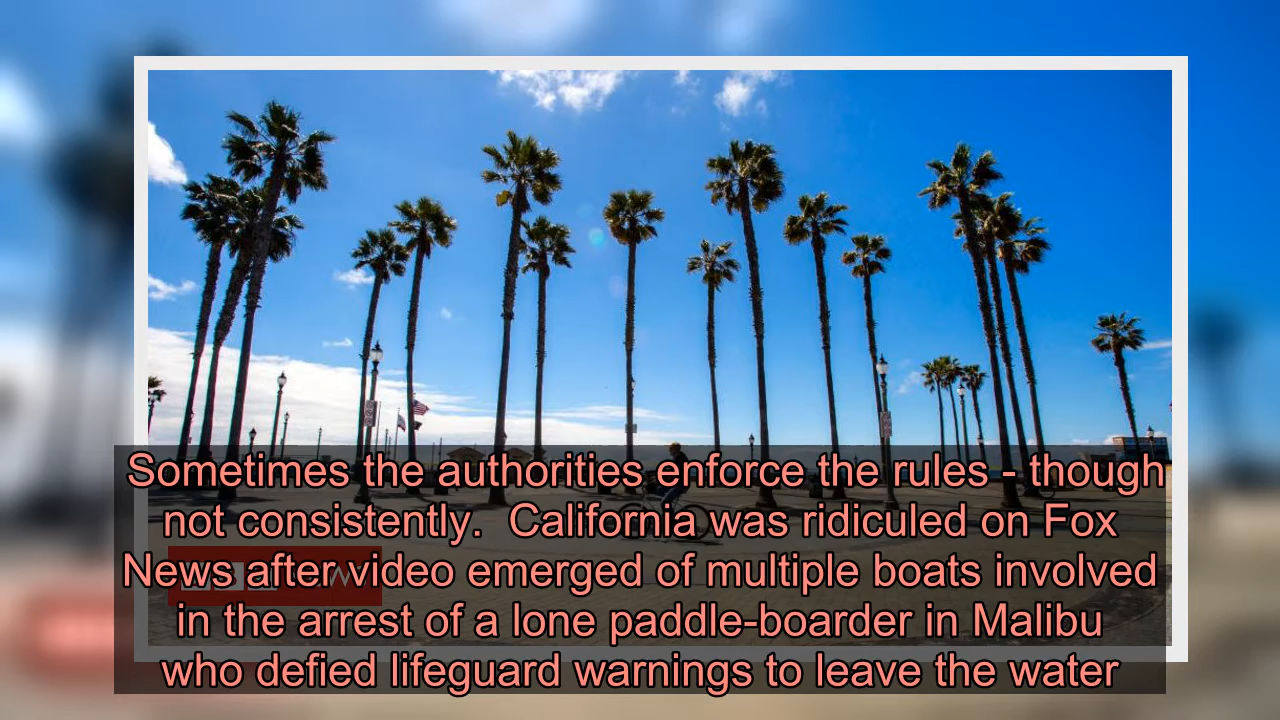 Sometimes the authorities enforce the rules - though
not consistently.  California was ridiculed on Fox
News after video emerged of multiple boats involved
in the arrest of a lone paddle-boarder in Malibu
who defied lifeguard warnings to leave the water